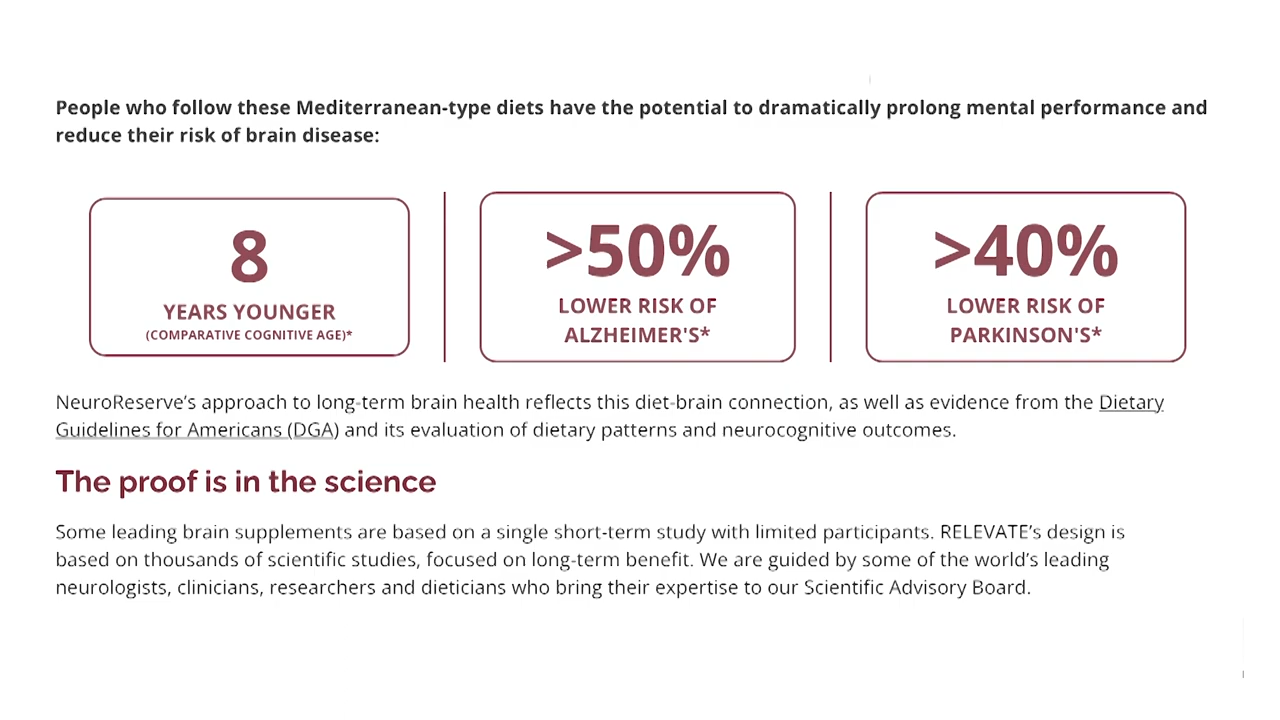 People who follow these Mediterranean-type diets have the potential to dramatically prolong mental performance and
reduce their risk of brain disease:
8
YEARS YOUNGER
(COMPARATIVE COGNITIVE AGE)*
>50%
LOWER RISK OF
ALZHEIMER'S*
>40%
LOWER RISK OF
PARKINSON'S*
NeuroReserve’s approach to long-term brain health reflects this diet-brain connection, as well as evidence from the Dietary
Guidelines for Americans (DGA) and its evaluation of dietary patterns and neurocognitive outcomes.
The proof is in the science
Some leading brain supplements are based on a single short-term study with limited participants. RELEVATE’s design is
based on thousands of scientific studies, focused on long-term benefit. We are guided by some of the world’s leading
neurologists, clinicians, researchers and dieticians who bring their expertise to our Scientific Advisory Board.